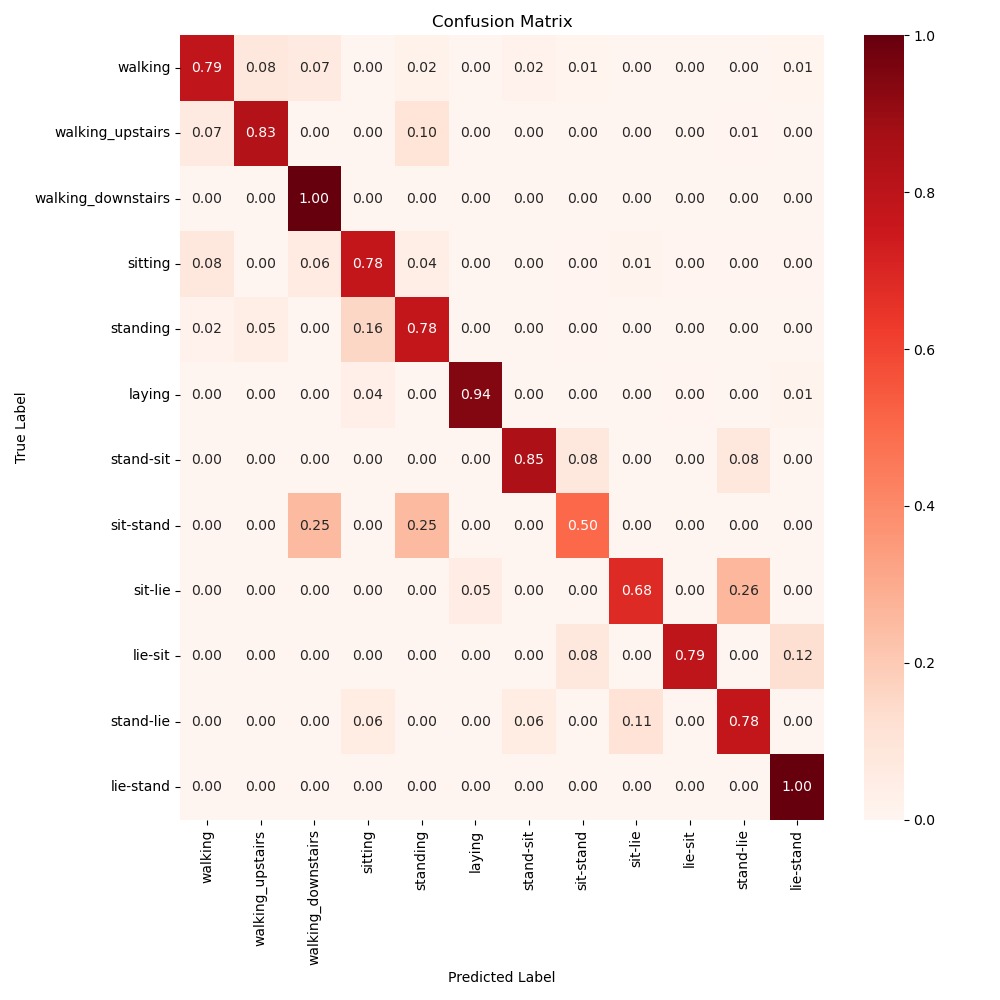 Confusion Matrix
walking 0.79 0.08 0.07 0.00 0.02 0.00 0.02 0.01 0.00 0.00 0.00 0.01
walking_upstairs 0.07 0.83 0.00 0.00 0.10 0.00 0.00 0.00 0.00 0.00 0.01 0.00
walking_downstairs 0.00 0.00 1.00 0.00 0.00 0.00 0.00 0.00 0.00 0.00 0.00 0.00
sitting 0.08 0.00 0.06 0.78 0.04 0.00 0.00 0.00 0.01 0.00 0.00 0.00
standing 0.02 0.05 0.00 0.16 0.78 0.00 0.00 0.00 0.00 0.00 0.00 0.00
laying 0.00 0.00 0.00 0.04 0.00 0.94 0.00 0.00 0.00 0.00 0.00 0.01
stand-sit 0.00 0.00 0.00 0.00 0.00 0.00 0.85 0.08 0.00 0.00 0.08 0.00
sit-stand 0.00 0.00 0.25 0.00 0.25 0.00 0.00 0.50 0.00 0.00 0.00 0.00
sit-lie 0.00 0.00 0.00 0.00 0.00 0.05 0.00 0.00 0.68 0.00 0.26 0.00
lie-sit 0.00 0.00 0.00 0.00 0.00 0.00 0.00 0.08 0.00 0.79 0.00 0.12
stand-lie 0.00 0.00 0.00 0.06 0.00 0.00 0.06 0.00 0.11 0.00 0.78 0.00
lie-stand 0.00 0.00 0.00 0.00 0.00 0.00 0.00 0.00 0.00 0.00 0.00 1.00
True Label
walking
walking_upstairs
walking_downstairs
sitting
standing
laying
stand-sit
sit-stand
sit-lie
lie-sit
stand-lie
lie-stand
Predicted Label
1.0
0.8
0.6
0.4
0.2
0.0